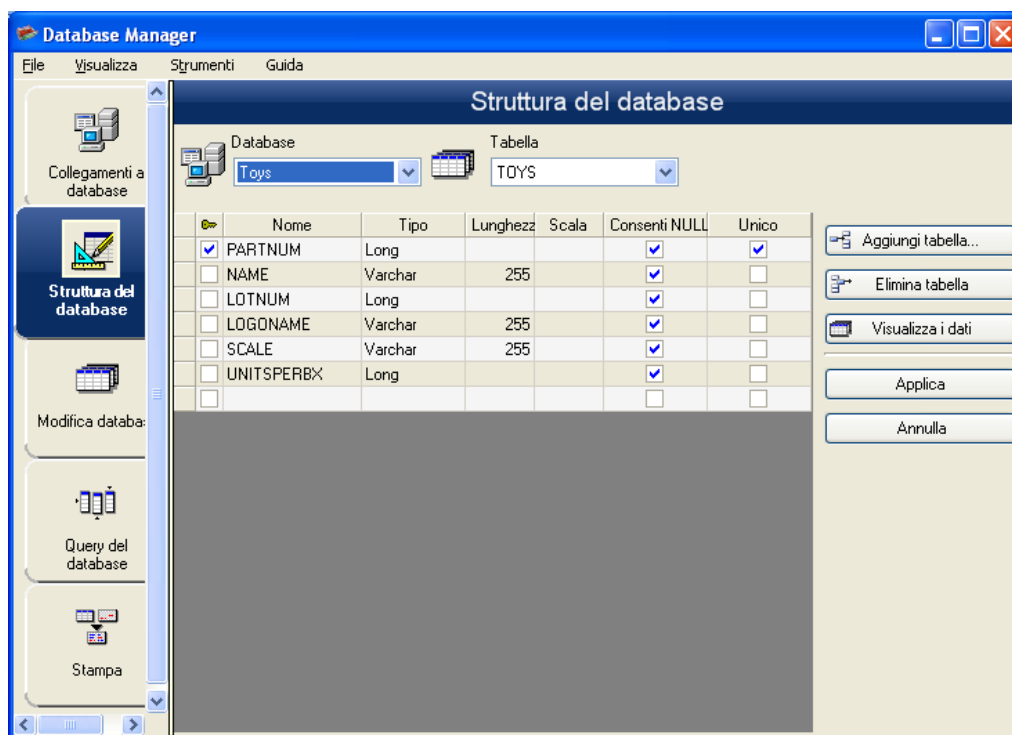 Database Manager
File Visualizza Strumenti Guida
Struttura del database
Collegamenti a
database
Struttura del
database
Modifica databa
Query del
database
Stampa
Database
Toys
Tabella
TOYS
Nome Tipo Lunghezz Scala Consenti NULL Unico
PARTNUM Long
NAME Varchar 255
LOTNUM Long
LOGONAME Varchar 255
SCALE Varchar 255
UNITSPERBX Long
Aggiungi tabella...
Elimina tabella
Visualizza i dati
Applica
Annulla